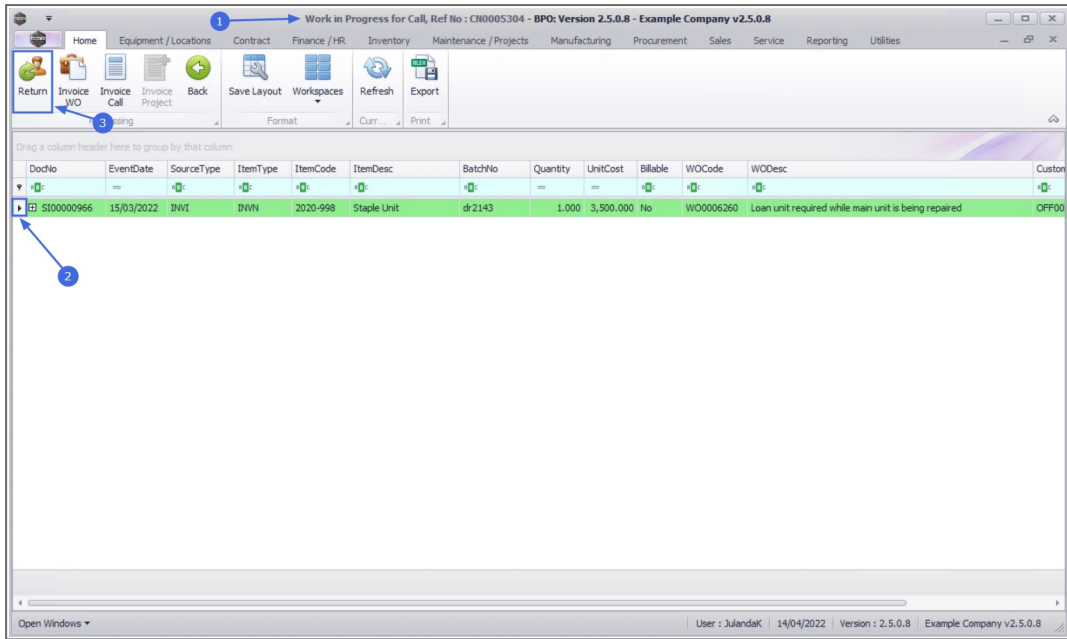 1
Work in Progress for Call, Ref No : CN0005304 - BPO: Version 2.5.0.8 - Example Company v2.5.0.8
Home Equipment / Locations Contract Finance / HR Inventory Maintenance / Projects Manufacturing Procurement Sales Service Reporting Utilities
Return Invoice WO Invoice Call Invoice Project Back Save Layout Workspaces Refresh Export
3
Format Curr... Print
Drag a column header here to group by that column
DocNo EventDate SourceType ItemType ItemCode ItemDesc BatchNo Quantity UnitCost Billable WOCode WODesc Custom
SI00000966 15/03/2022 INVI INVN 2020-998 Staple Unit dr2143 1.000 3,500.000 No WO0006260 Loan unit required while main unit is being repaired OFF00
2
Open Windows User : JulandaK 14/04/2022 Version : 2.5.0.8 Example Company v2.5.0.8